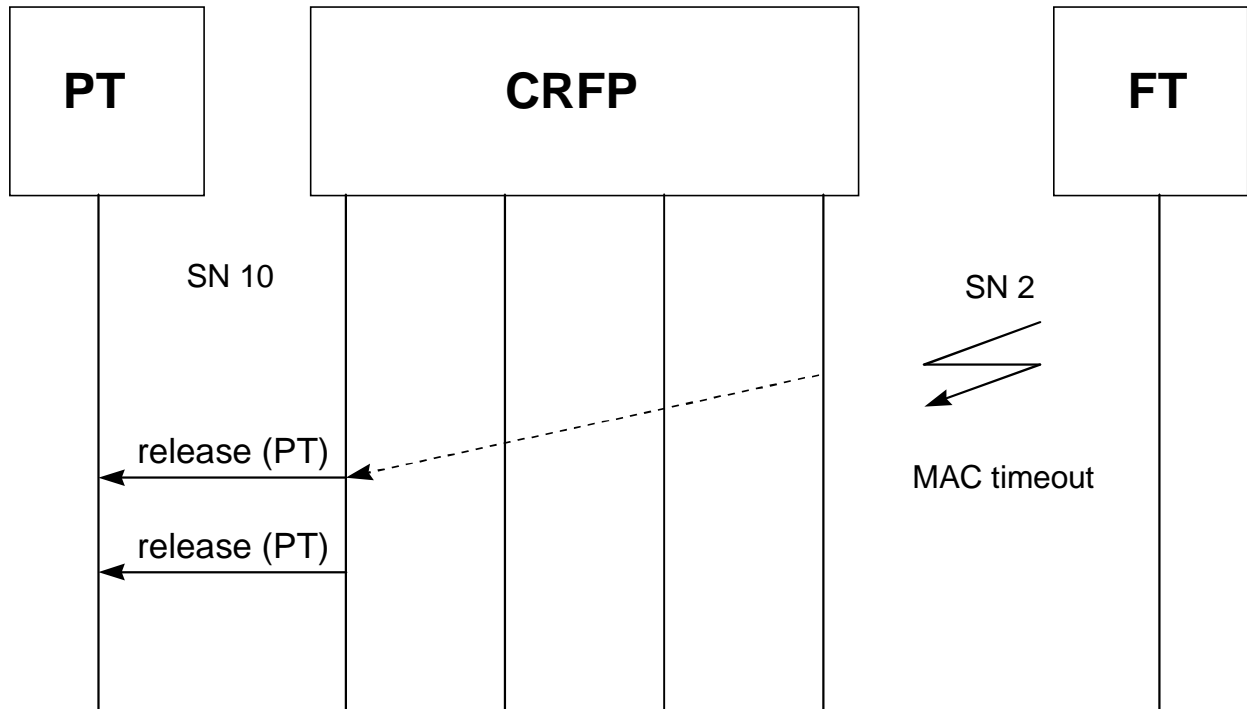 PT
CRFP
FT
SN 10
SN 2
release (PT)
MAC timeout
release (PT)